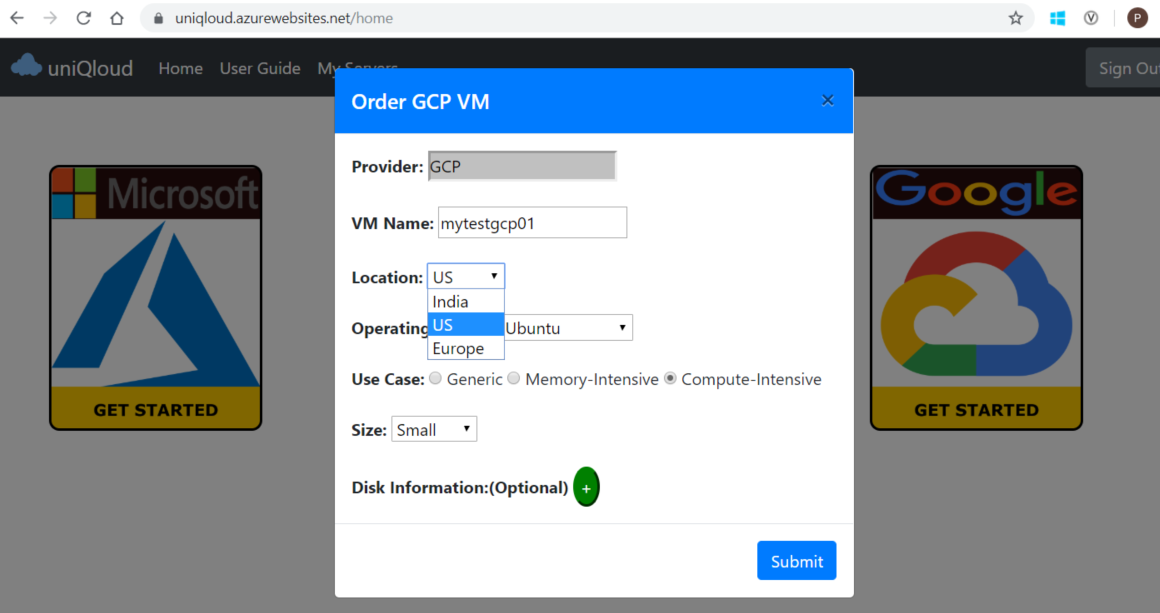 uniqloud.azurewebsites.net/home
P
uniQloud Home User Guide My Servers Sign Out
Order GCP VM ×
Microsoft
Google
Provider: GCP
VM Name: mytestgcp01
Location: US
India
US
Europe
Operating Ubuntu
Use Case: Generic Memory-Intensive Compute-Intensive
GET STARTED
GET STARTED
Size: Small
Disk Information:(Optional) +
Submit